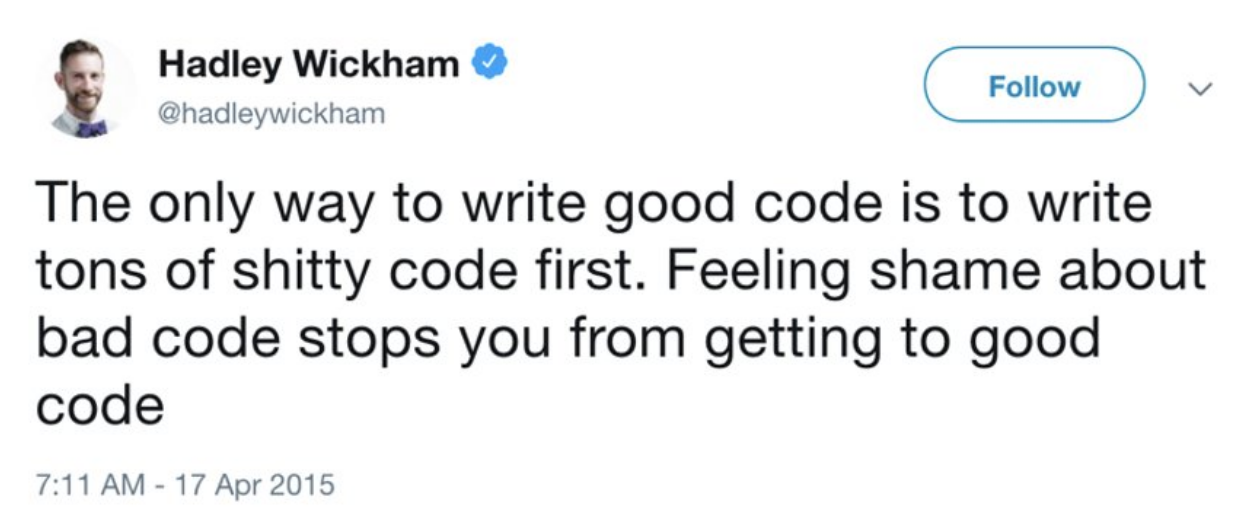 Hadley Wickham
@hadleywickham
Follow
The only way to write good code is to write
tons of shitty code first. Feeling shame about
bad code stops you from getting to good
code
7:11 AM - 17 Apr 2015